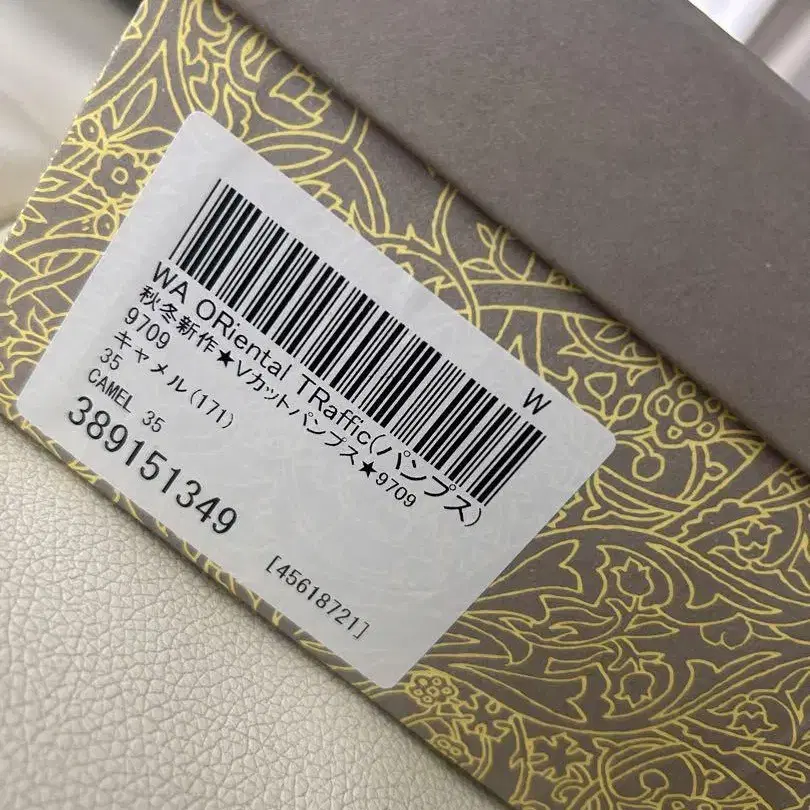 W
WA ORiental TRaffic(パンプス)
秋冬新作★Vカットパンプス★9709
9709
キャメル(171)
35
CAMEL 35
389151349
[45618721]